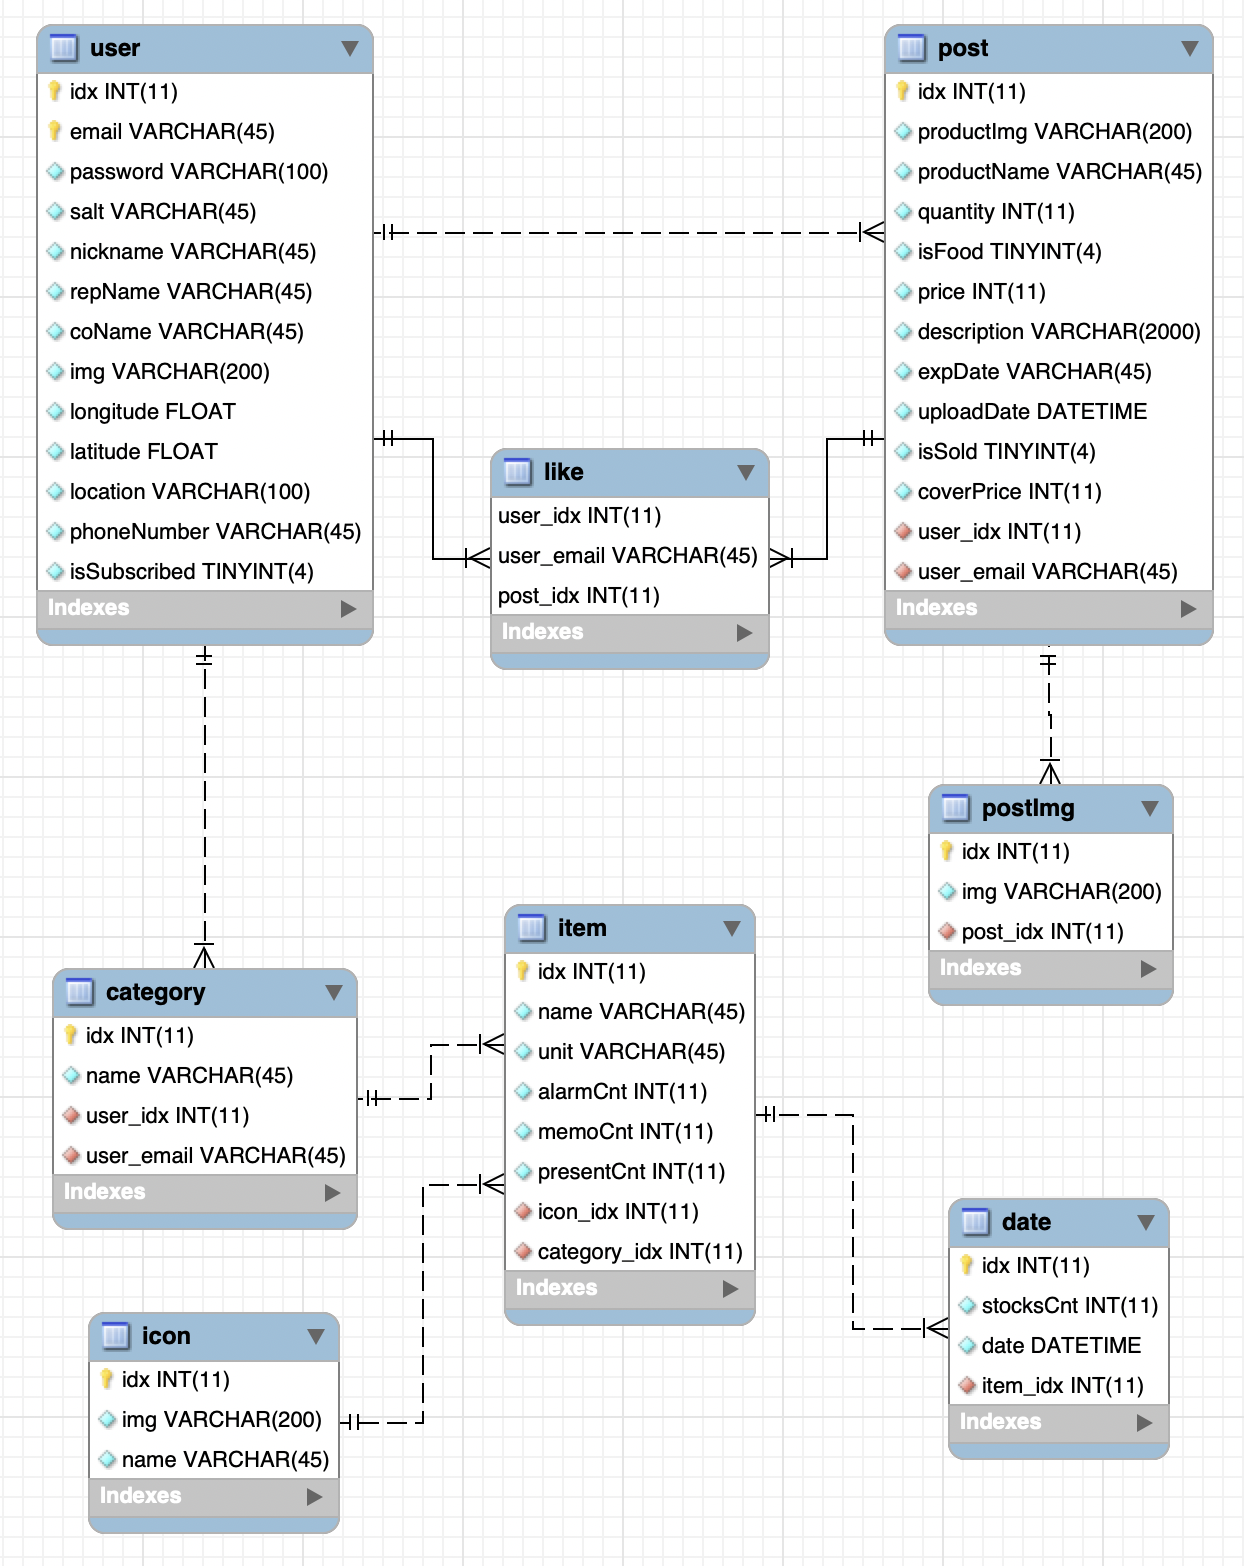 user
idx INT(11)
email VARCHAR(45)
password VARCHAR(100)
salt VARCHAR(45)
nickname VARCHAR(45)
repName VARCHAR(45)
coName VARCHAR(45)
img VARCHAR(200)
longitude FLOAT
latitude FLOAT
location VARCHAR(100)
phoneNumber VARCHAR(45)
isSubscribed TINYINT(4)
Indexes
post
idx INT(11)
productImg VARCHAR(200)
productName VARCHAR(45)
quantity INT(11)
isFood TINYINT(4)
price INT(11)
description VARCHAR(2000)
expDate VARCHAR(45)
uploadDate DATETIME
isSold TINYINT(4)
coverPrice INT(11)
user_idx INT(11)
user_email VARCHAR(45)
Indexes
like
user_idx INT(11)
user_email VARCHAR(45)
post_idx INT(11)
Indexes
postImg
idx INT(11)
img VARCHAR(200)
post_idx INT(11)
Indexes
category
idx INT(11)
name VARCHAR(45)
user_idx INT(11)
user_email VARCHAR(45)
Indexes
item
idx INT(11)
name VARCHAR(45)
unit VARCHAR(45)
alarmCnt INT(11)
memoCnt INT(11)
presentCnt INT(11)
icon_idx INT(11)
category_idx INT(11)
Indexes
date
idx INT(11)
stocksCnt INT(11)
date DATETIME
item_idx INT(11)
Indexes
icon
idx INT(11)
img VARCHAR(200)
name VARCHAR(45)
Indexes